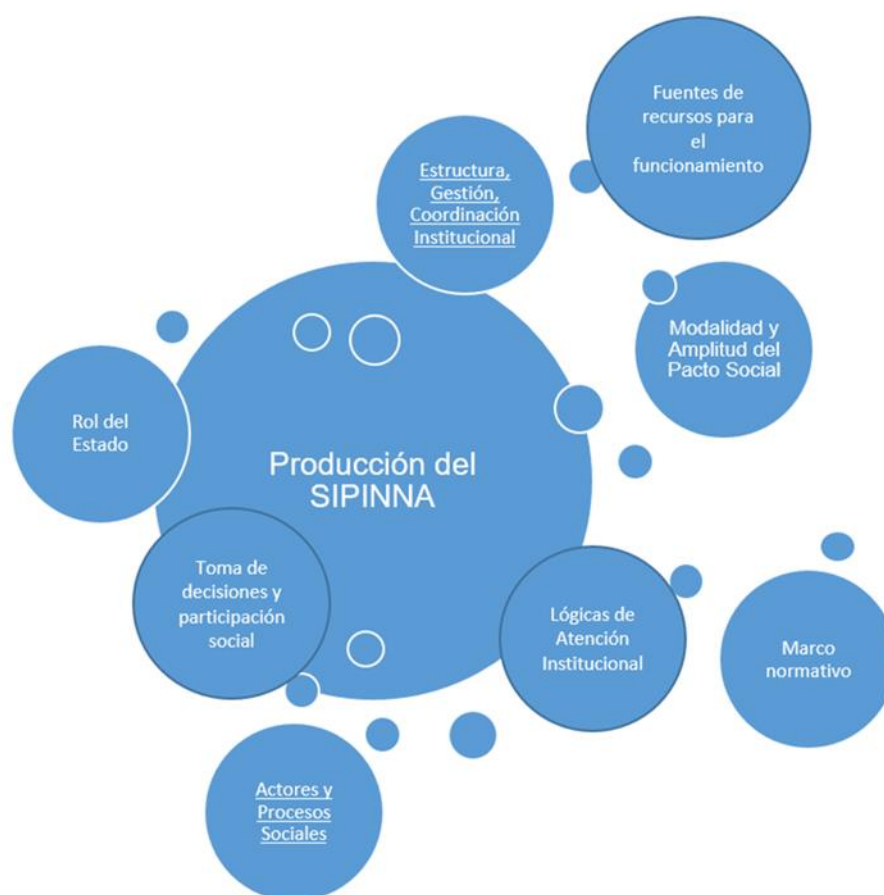 Fuentes de
recursos para
el
funcionamiento
Estructura,
Gestión,
Coordinación
Institucional
Modalidad y
Amplitud del
Pacto Social
Rol del
Estado
Producción del
SIPINNA
Toma de
decisiones y
participación
social
Lógicas de
Atención
Institucional
Marco
normativo
Actores y
Procesos
Sociales